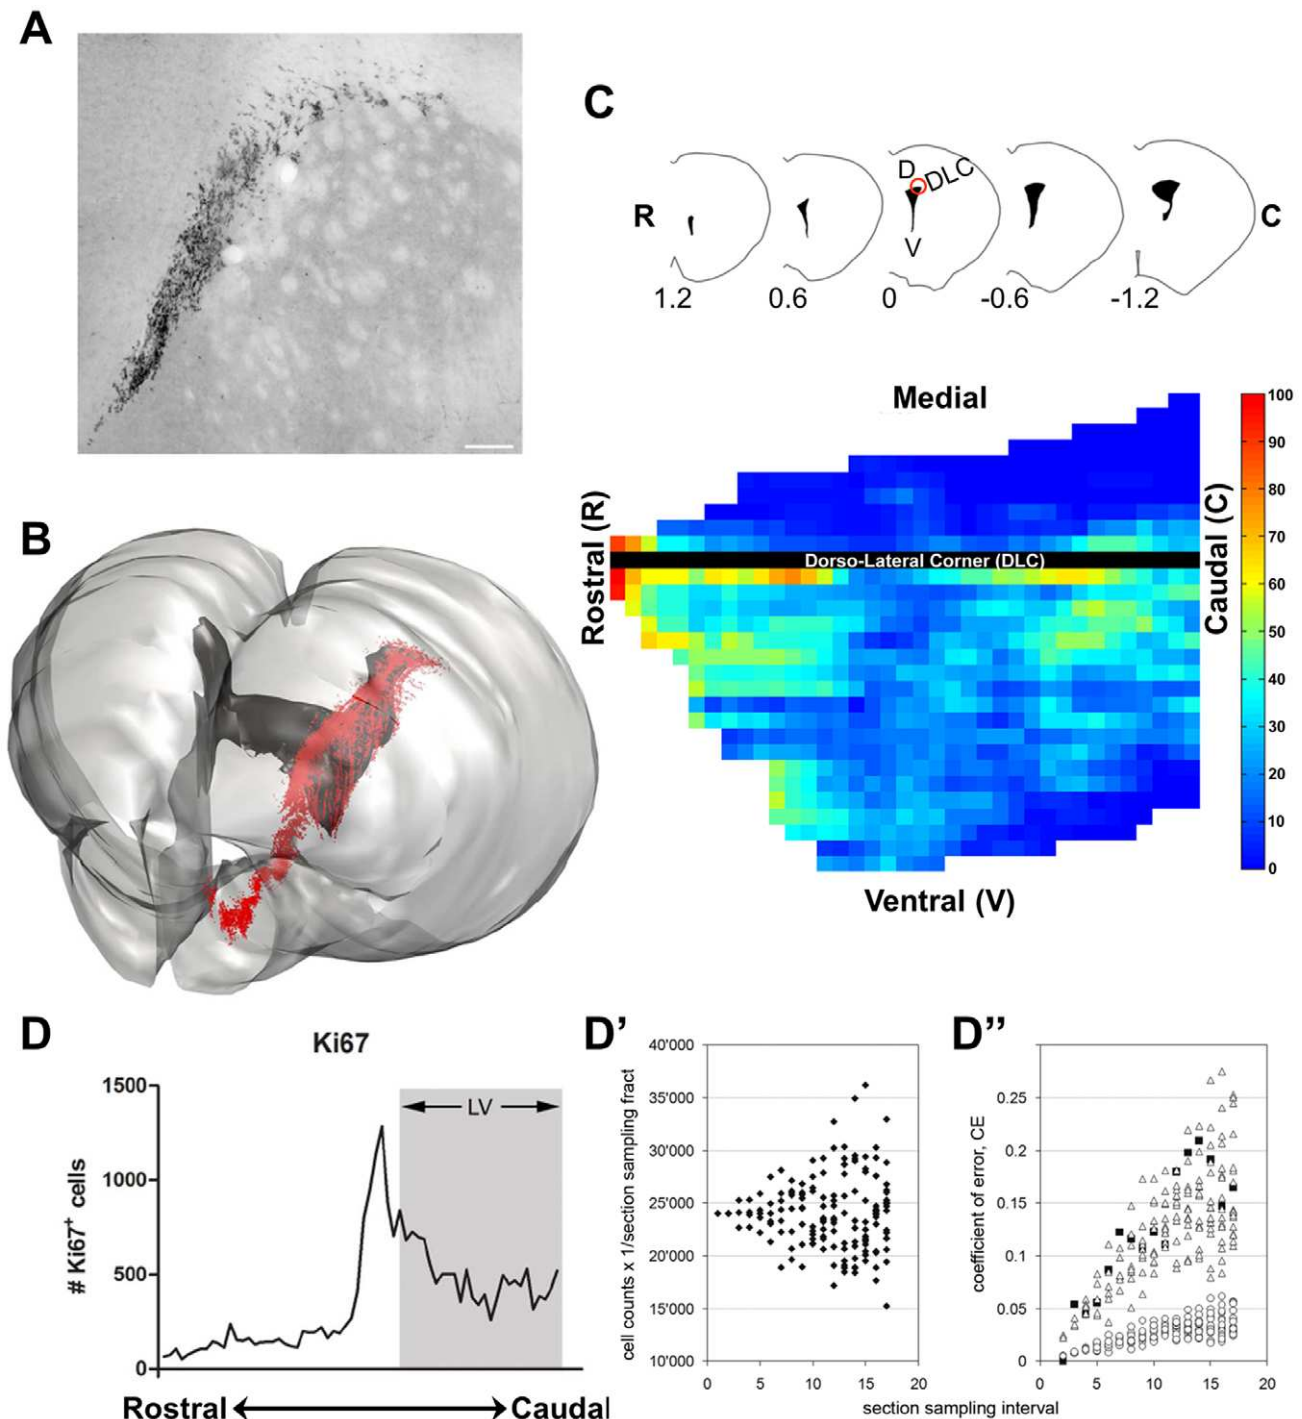 A
C
D
DLC
R
C
V
1.2
0.6
0
-0.6
-1.2
B
Medial
Rostral (R)
Dorso-Lateral Corner (DLC)
Caudal (C)
Ventral (V)
100
90
80
70
60
50
40
30
20
10
0
D
Ki67
1500
1000
500
0
# Ki67+ cells
LV
Rostral
Caudal
D’
40'000
35'000
30'000
25'000
20'000
15'000
10'000
cell counts x 1/section sampling fract
0
5
10
15
20
D’’
0.25
0.2
0.15
0.1
0.05
0
coefficient of error, CE
0
5
10
15
20
section sampling interval